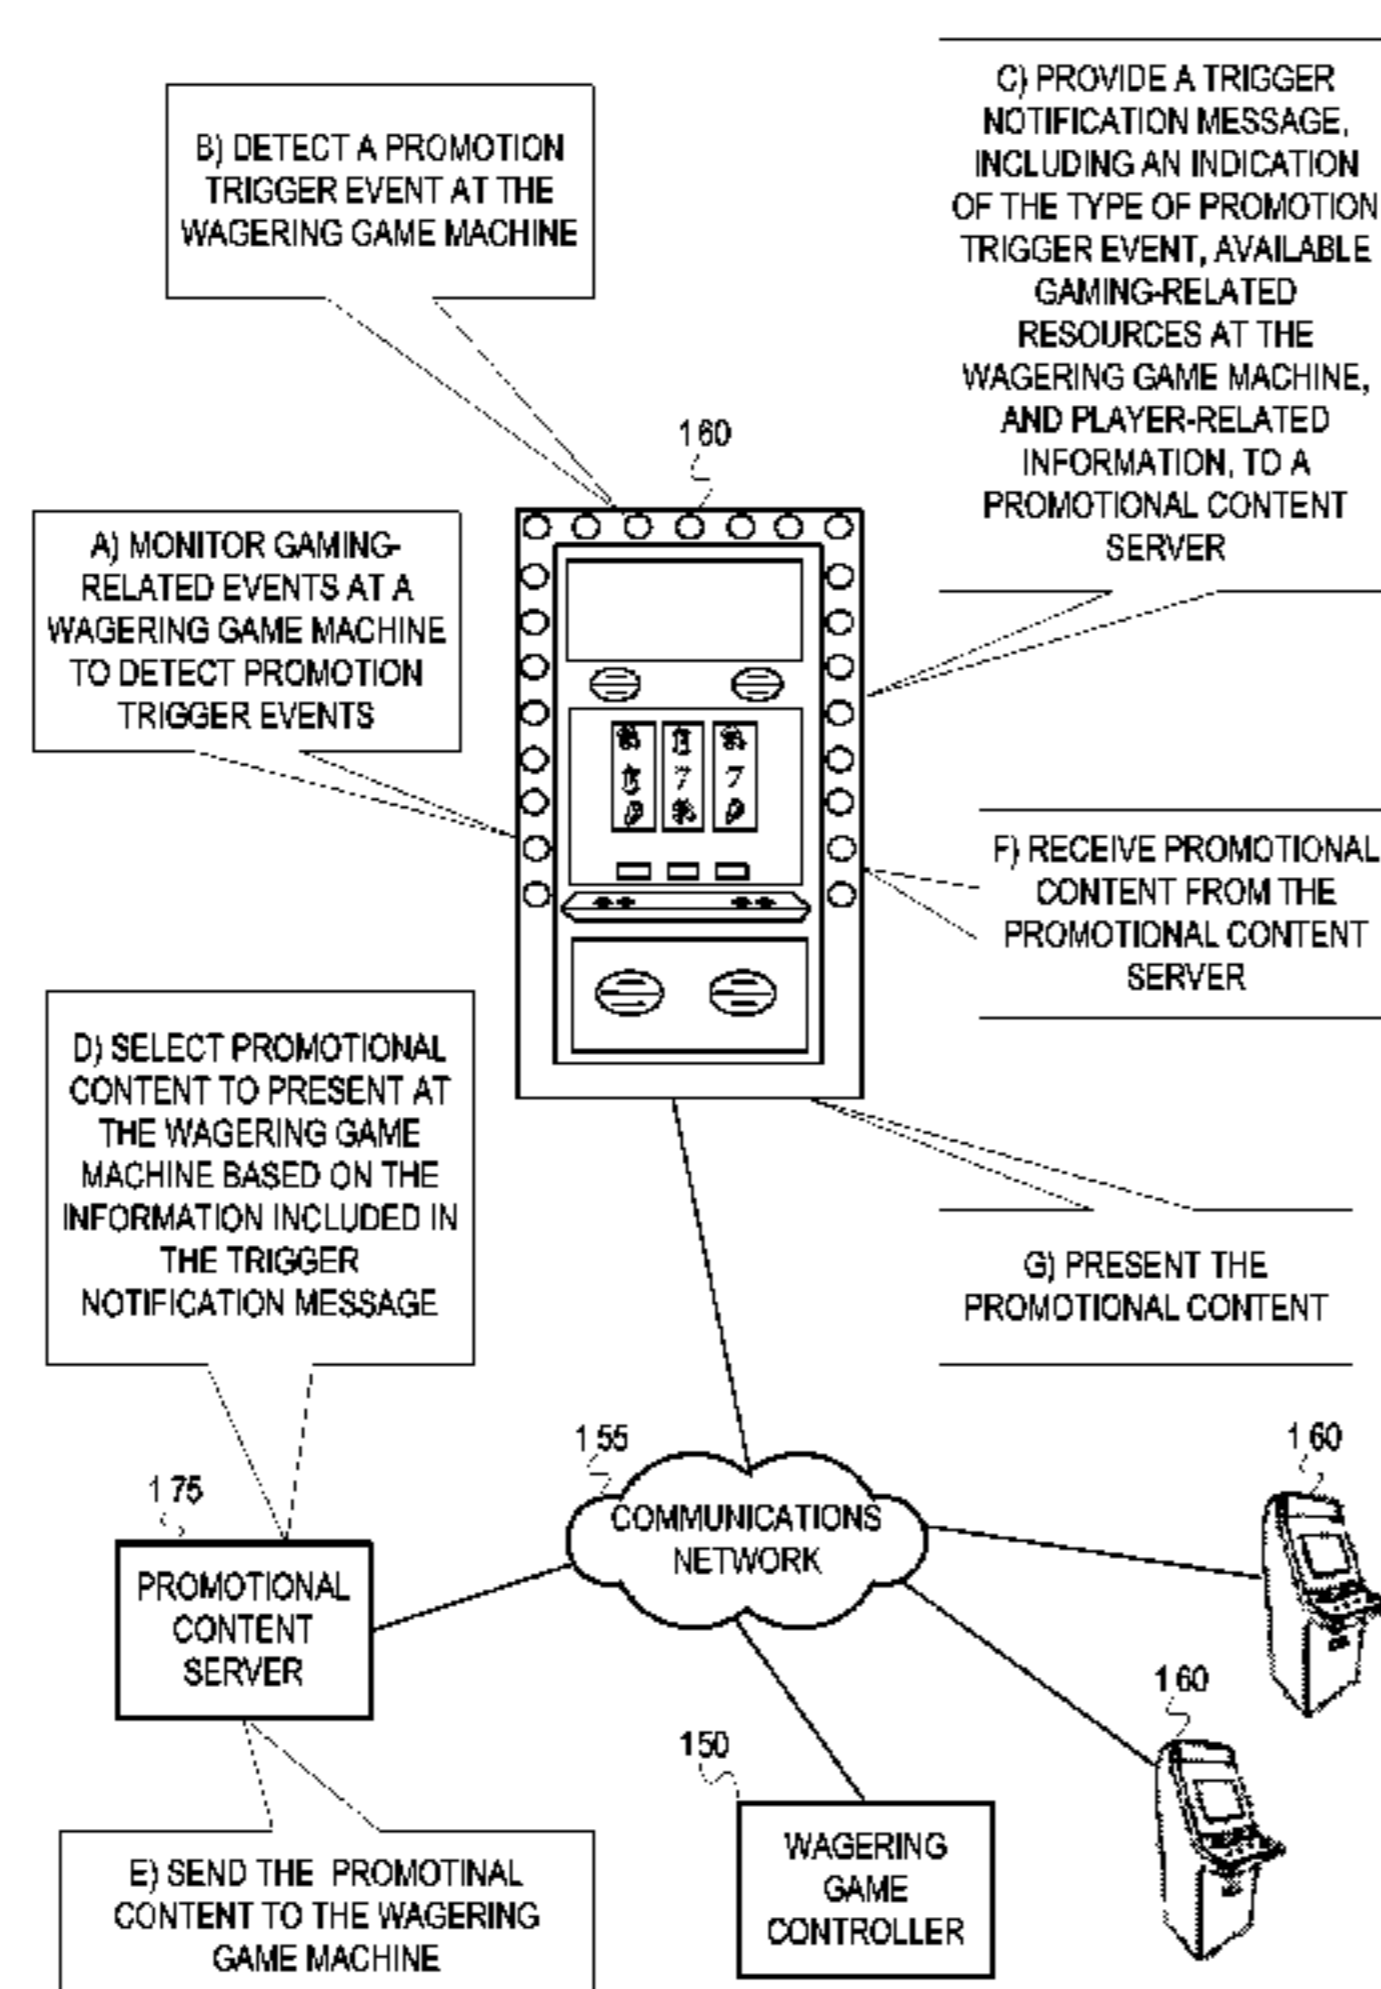 B) DETECT A PROMOTION
TRIGGER EVENT AT THE
WAGERING GAME MACHINE
C) PROVIDE A TRIGGER
NOTIFICATION MESSAGE,
INCLUDING AN INDICATION
OF THE TYPE OF PROMOTION
TRIGGER EVENT, AVAILABLE
GAMING-RELATED
RESOURCES AT THE
WAGERING GAME MACHINE,
AND PLAYER-RELATED
INFORMATION, TO A
PROMOTIONAL CONTENT
SERVER
160
A) MONITOR GAMING-
RELATED EVENTS AT A
WAGERING GAME MACHINE
TO DETECT PROMOTION
TRIGGER EVENTS
7
7
F) RECEIVE PROMOTIONAL
CONTENT FROM THE
PROMOTIONAL CONTENT
SERVER
D) SELECT PROMOTIONAL
CONTENT TO PRESENT AT
THE WAGERING GAME
MACHINE BASED ON THE
INFORMATION INCLUDED IN
THE TRIGGER
NOTIFICATION MESSAGE
G) PRESENT THE
PROMOTIONAL CONTENT
155
COMMUNICATIONS
NETWORK
160
175
PROMOTIONAL
CONTENT
SERVER
160
150
WAGERING
GAME
CONTROLLER
E) SEND THE PROMOTINAL
CONTENT TO THE WAGERING
GAME MACHINE